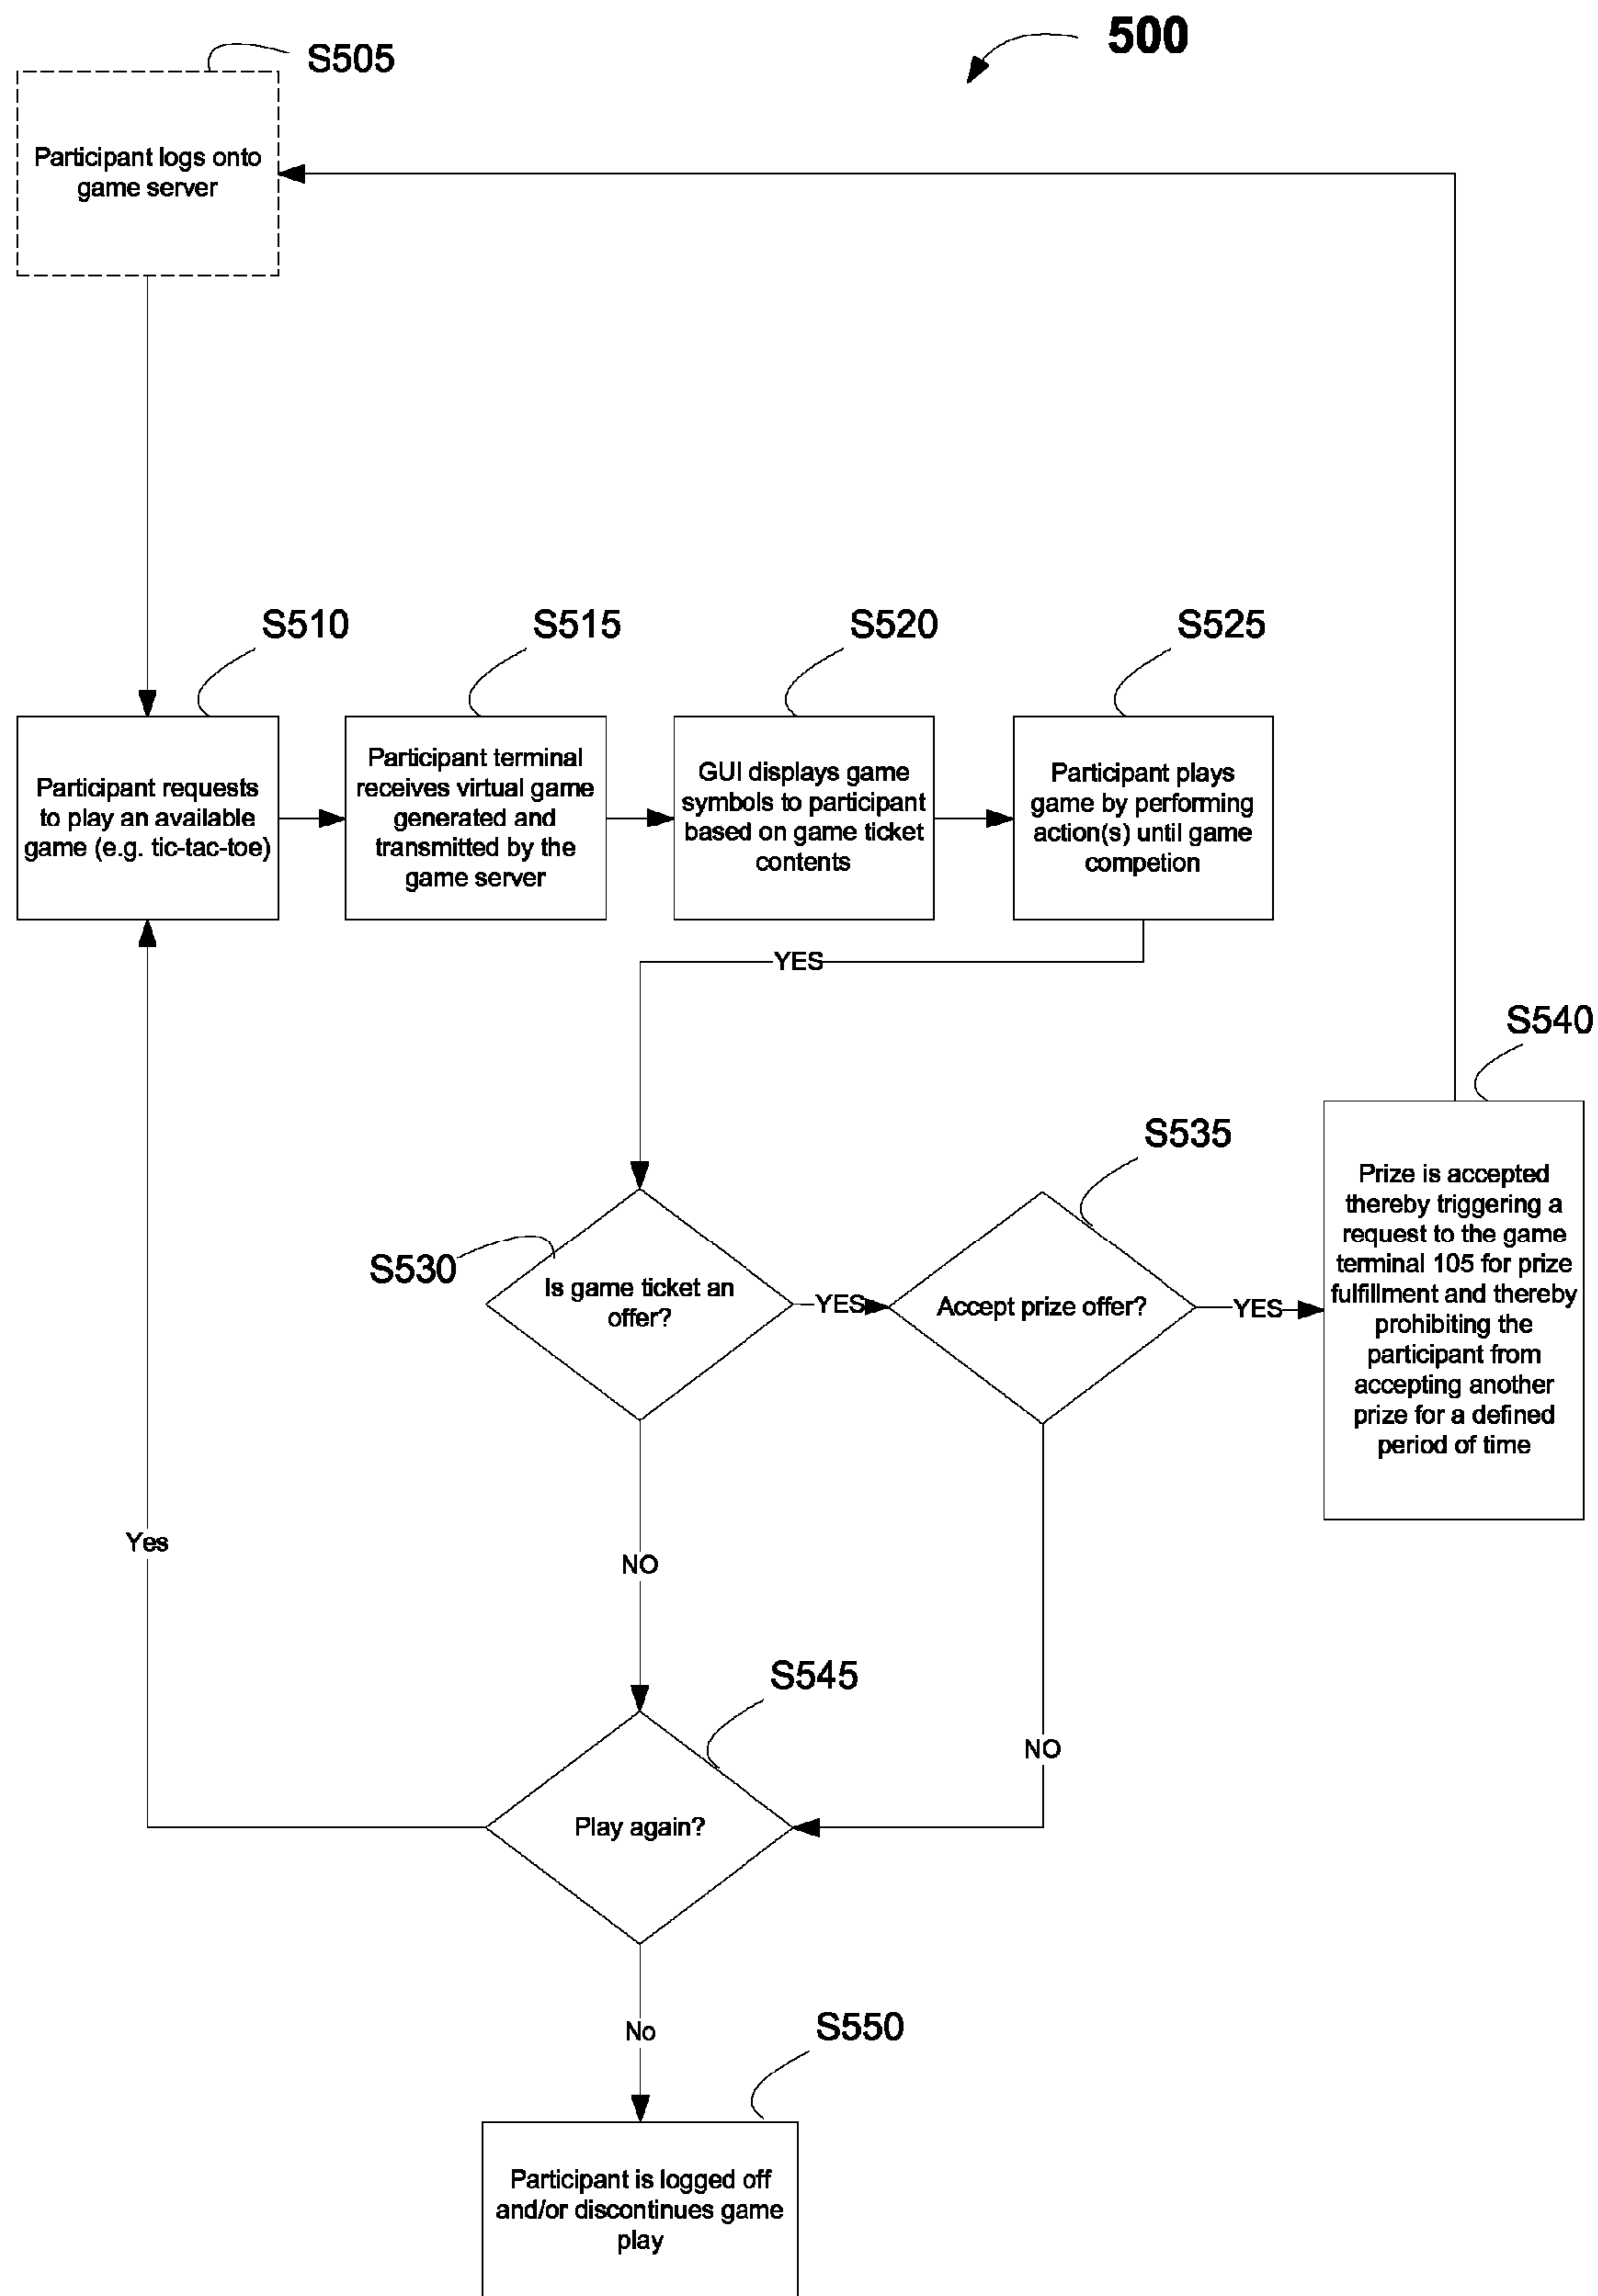 500
S505
Participant logs onto
game server
S510
Participant requests
to play an available
game (e.g. tic-tac-toe)
S515
Participant terminal
receives virtual game
generated and
transmitted by the
game server
S520
GUI displays game
symbols to participant
based on game ticket
contents
S525
Participant plays
game by performing
action(s) until game
competion
YES
S530
Is game ticket an
offer?
YES
S535
Accept prize offer?
YES
S540
Prize is accepted
thereby triggering a
request to the game
terminal 105 for prize
fulfillment and thereby
prohibiting the
participant from
accepting another
prize for a defined
period of time
Yes
NO
NO
S545
Play again?
No
S550
Participant is logged off
and/or discontinues game
play